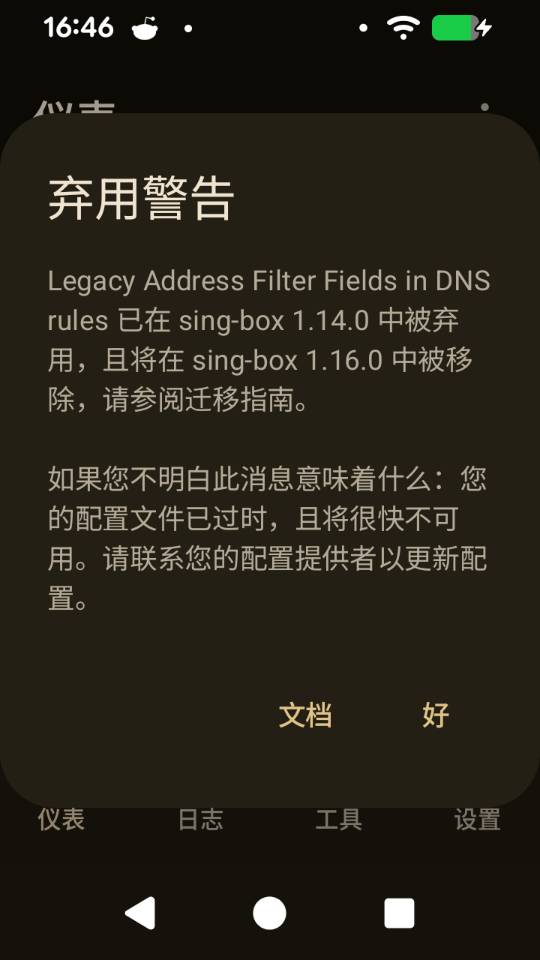 16:46
仪表
弃用警告
Legacy Address Filter Fields in DNS
rules 已在 sing-box 1.14.0 中被弃
用，且将在 sing-box 1.16.0 中被移
除，请参阅迁移指南。
如果您不明白此消息意味着什么：您
的配置文件已过时，且将很快不可
用。请联系您的配置提供者以更新配
置。
文档 好
仪表 日志 工具 设置